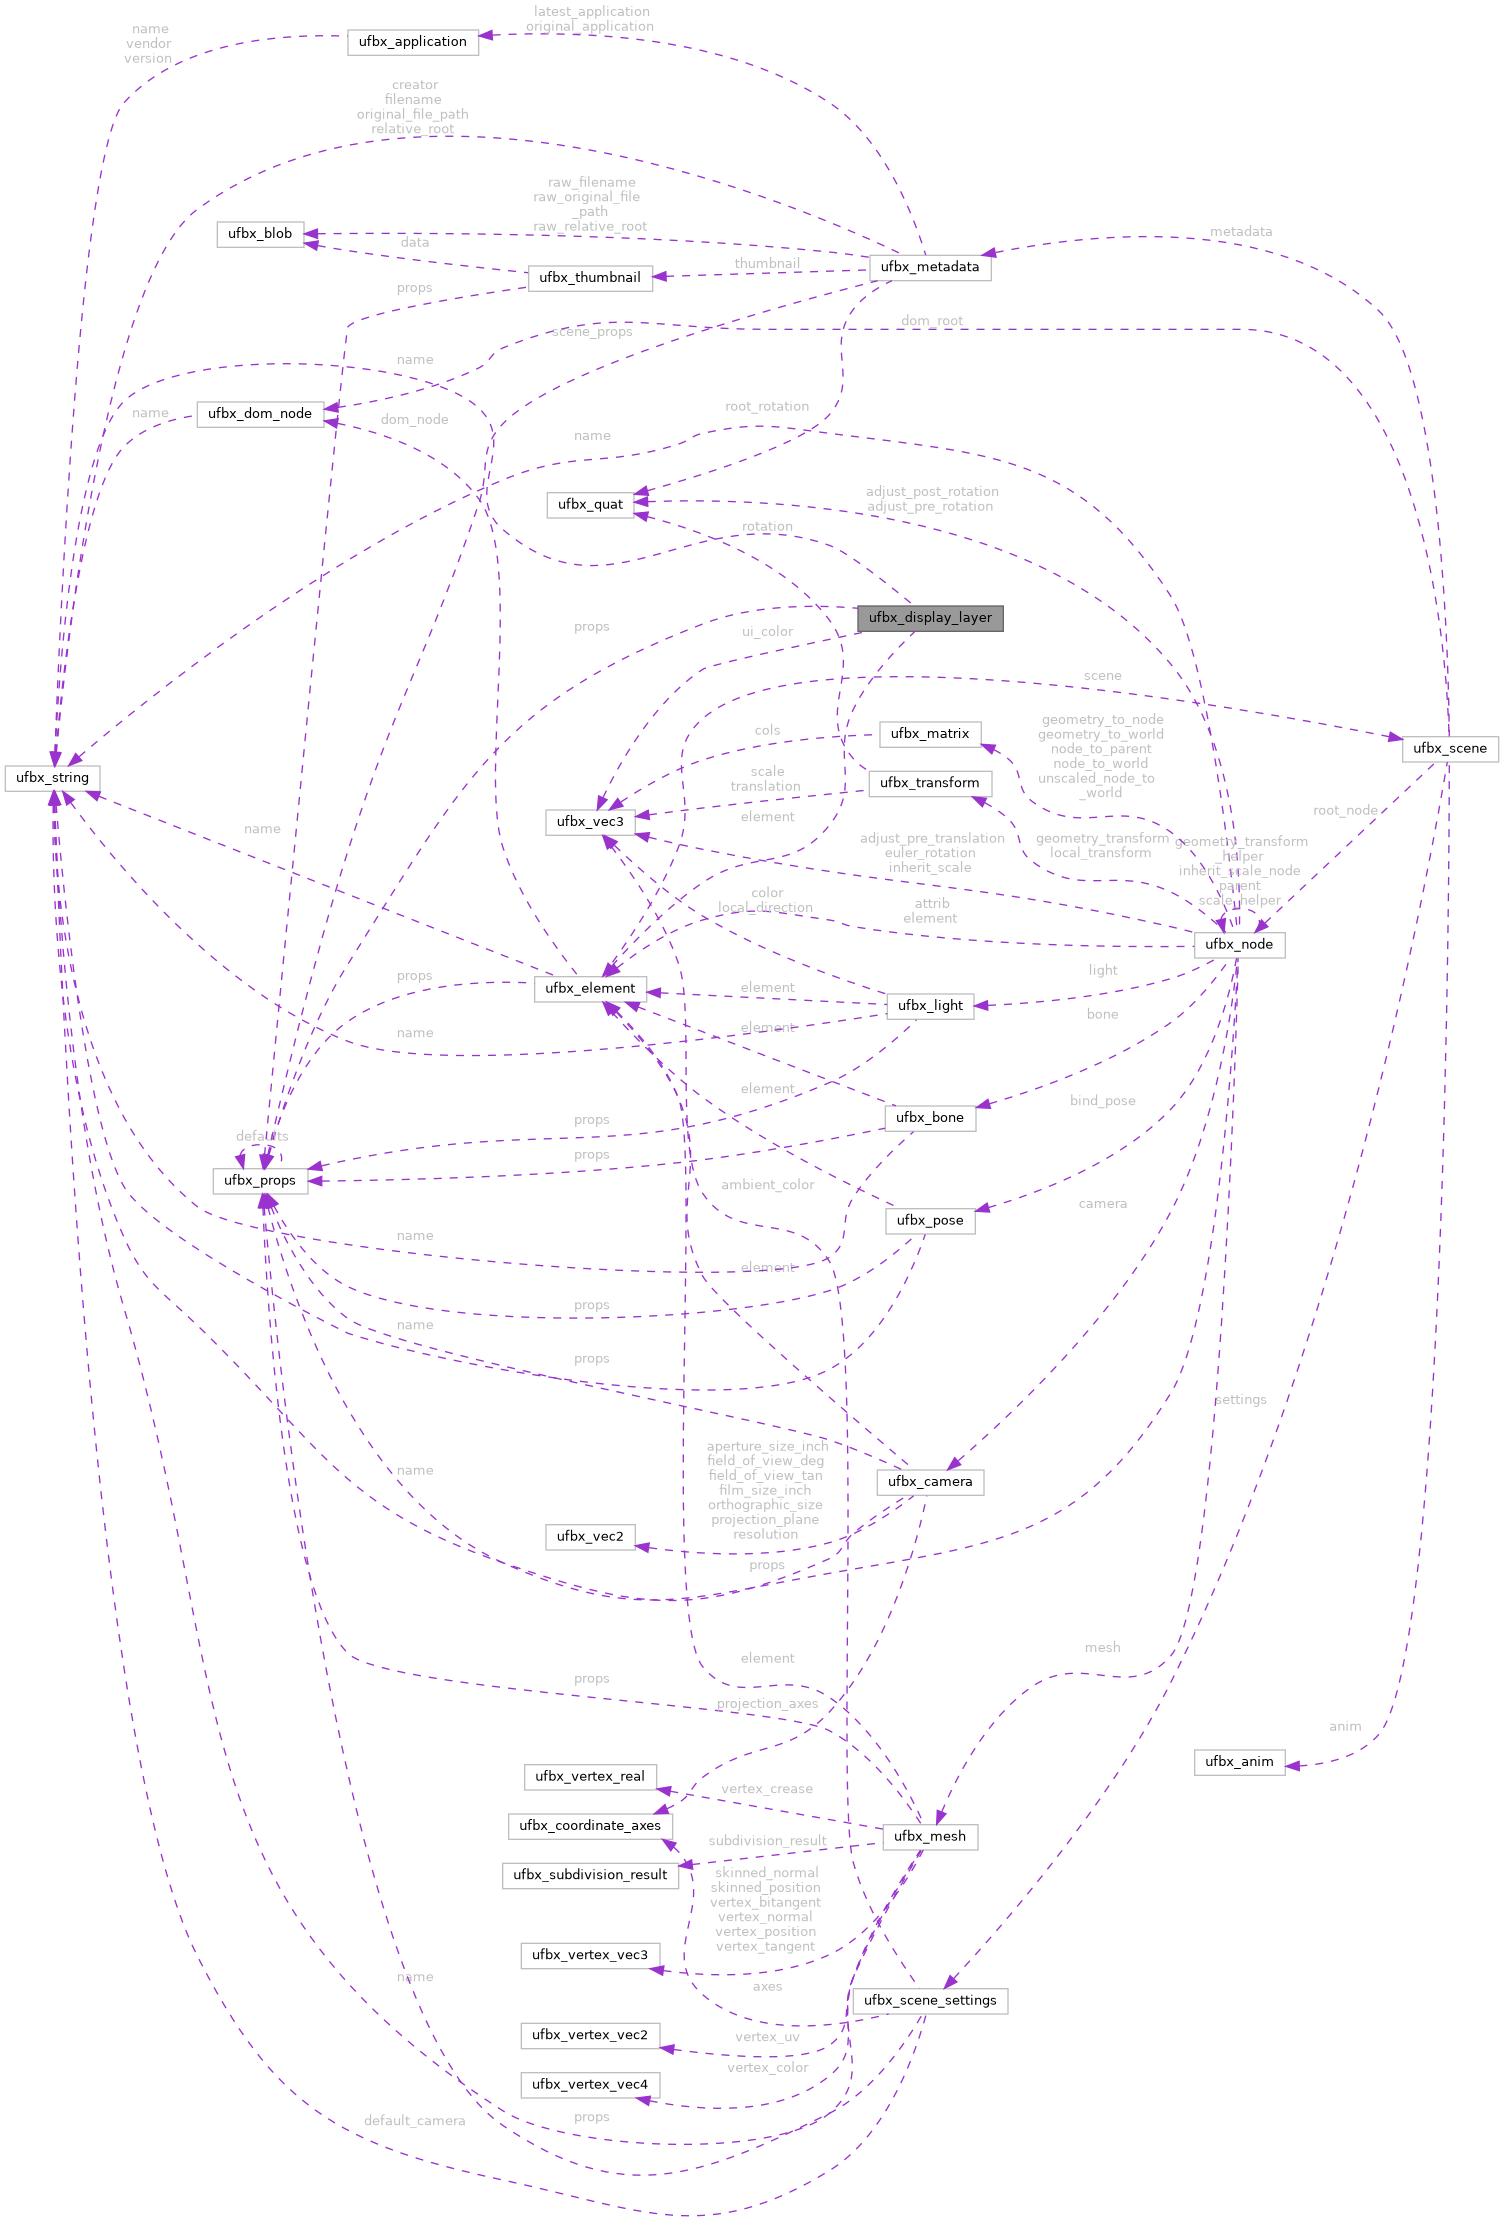 latest_application
original_application
name
vendor
version
ufbx_application
creator
filename
original_file_path
relative_root
raw_filename
raw_original_file
_path
raw_relative_root
ufbx_blob
metadata
data
thumbnail
ufbx_metadata
ufbx_thumbnail
props
scene_props
dom_root
name
name
ufbx_dom_node
dom_node
root_rotation
name
adjust_post_rotation
adjust_pre_rotation
ufbx_quat
rotation
ufbx_display_layer
props
ui_color
scene
geometry_to_node
geometry_to_world
node_to_parent
node_to_world
unscaled_node_to
_world
cols
ufbx_matrix
ufbx_scene
scale
translation
ufbx_transform
ufbx_string
root_node
ufbx_vec3
element
name
adjust_pre_translation
euler_rotation
inherit_scale
geometry_transform
local_transform
geometry_transform
_helper
inherit_scale_node
parent
scale_helper
color
local_direction
attrib
element
ufbx_node
props
ufbx_element
element
light
ufbx_light
name
element
bone
element
bind_pose
props
ufbx_bone
defaults
props
ufbx_props
ambient_color
camera
ufbx_pose
name
element
props
name
props
settings
aperture_size_inch
field_of_view_deg
field_of_view_tan
film_size_inch
orthographic_size
projection_plane
resolution
name
ufbx_camera
ufbx_vec2
props
mesh
element
props
projection_axes
anim
ufbx_anim
ufbx_vertex_real
vertex_crease
ufbx_coordinate_axes
ufbx_mesh
subdivision_result
ufbx_subdivision_result
skinned_normal
skinned_position
vertex_bitangent
vertex_normal
vertex_position
vertex_tangent
ufbx_vertex_vec3
name
axes
ufbx_scene_settings
ufbx_vertex_vec2
vertex_uv
vertex_color
ufbx_vertex_vec4
default_camera
props